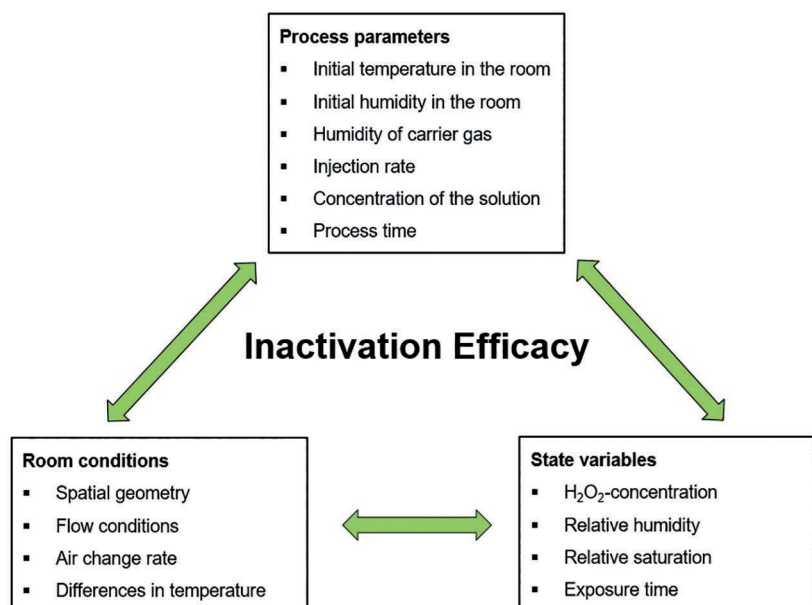 Process parameters
▪ Initial temperature in the room
▪ Initial humidity in the room
▪ Humidity of carrier gas
▪ Injection rate
▪ Concentration of the solution
▪ Process time
Inactivation Efficacy
Room conditions
▪ Spatial geometry
▪ Flow conditions
▪ Air change rate
▪ Differences in temperature
State variables
▪ H₂O₂-concentration
▪ Relative humidity
▪ Relative saturation
▪ Exposure time